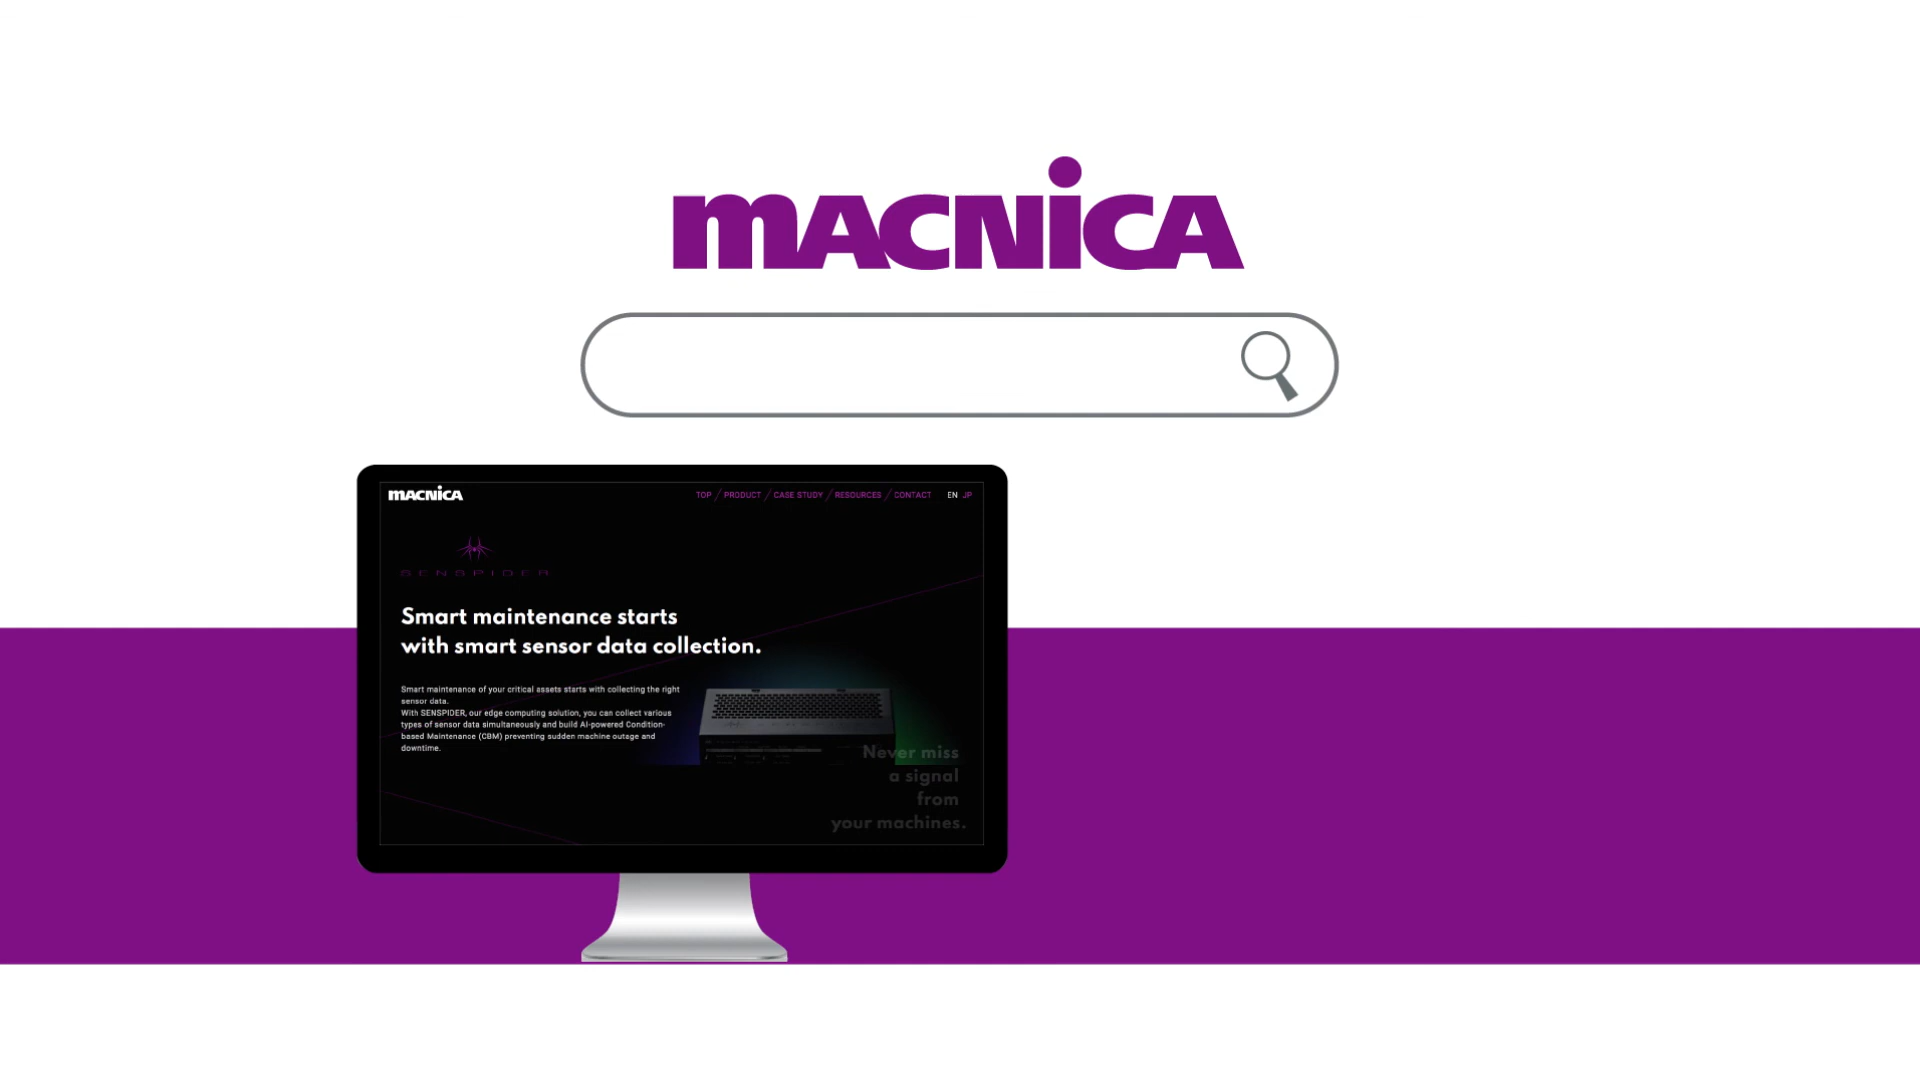 MACNiCA
MACNiCA
TOP / PRODUCT / CASE STUDY / RESOURCES / CONTACT EN JP
SENSPIDER
Smart maintenance starts
with smart sensor data collection.
Smart maintenance of your critical assets starts with collecting the right
sensor data.
With SENSPIDER, our edge computing solution, you can collect various
types of sensor data simultaneously and build AI-powered Condition-
based Maintenance (CBM) preventing sudden machine outage and
downtime.
Never miss
a signal
from
your machines.